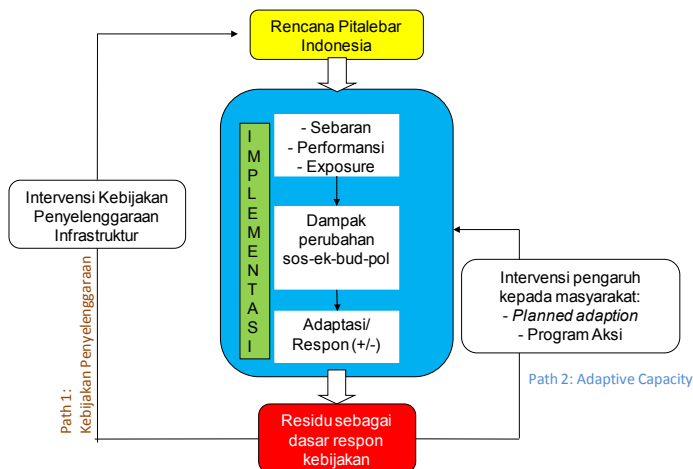 Rencana Pitalebar
Indonesia
IMPLEMENTASI
- Sebaran
- Performansi
- Exposure
Dampak
perubahan
sos-ek-bud-pol
Adaptasi/
Respon (+/-)
Intervensi Kebijakan
Penyelenggaraan
Infrastruktur
Intervensi pengaruh
kepada masyarakat:
- Planned adaption
- Program Aksi
Path 1:
Kebijakan Penyelenggaraan
Path 2: Adaptive Capacity
Residu sebagai
dasar respon
kebijakan